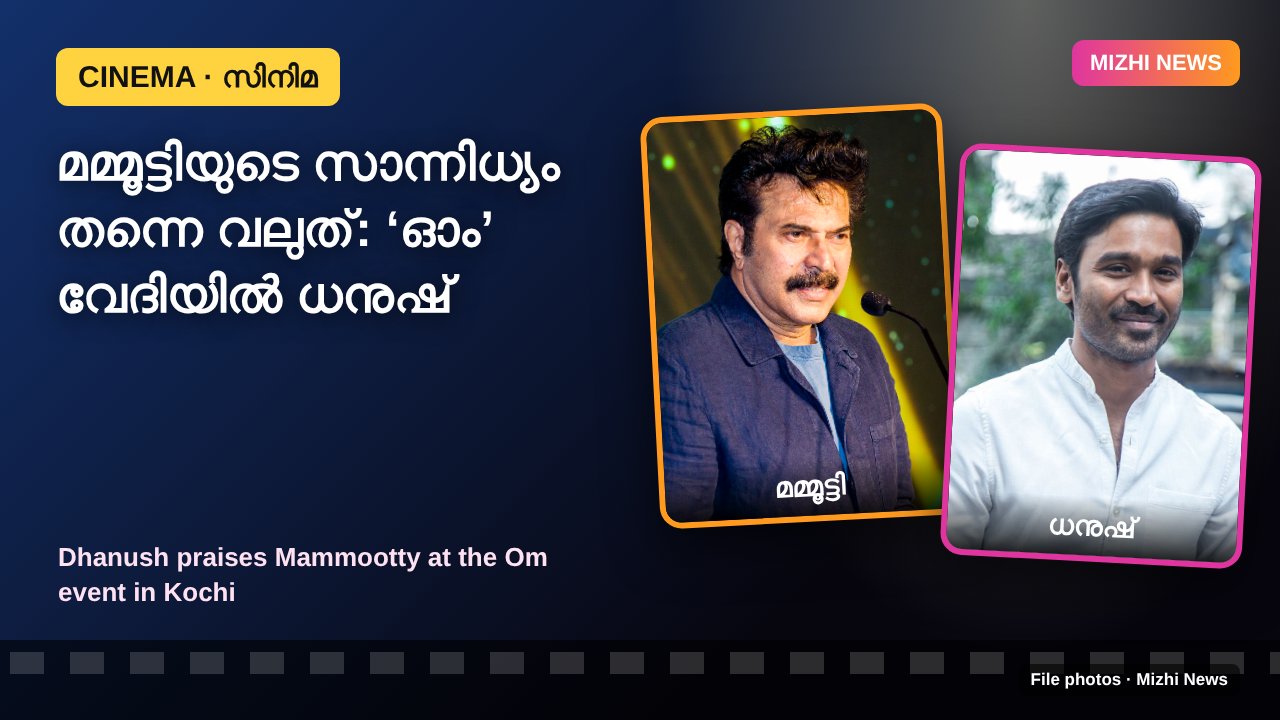 CINEMA · സിനിമ
MIZHI NEWS
മമ്മൂട്ടിയുടെ സാന്നിധ്യം
തന്നെ വലുത്: ‘ഓം’
വേദിയിൽ ധനുഷ്
മമ്മൂട്ടി
ധനുഷ്
Dhanush praises Mammootty at the Om
event in Kochi
File photos · Mizhi News